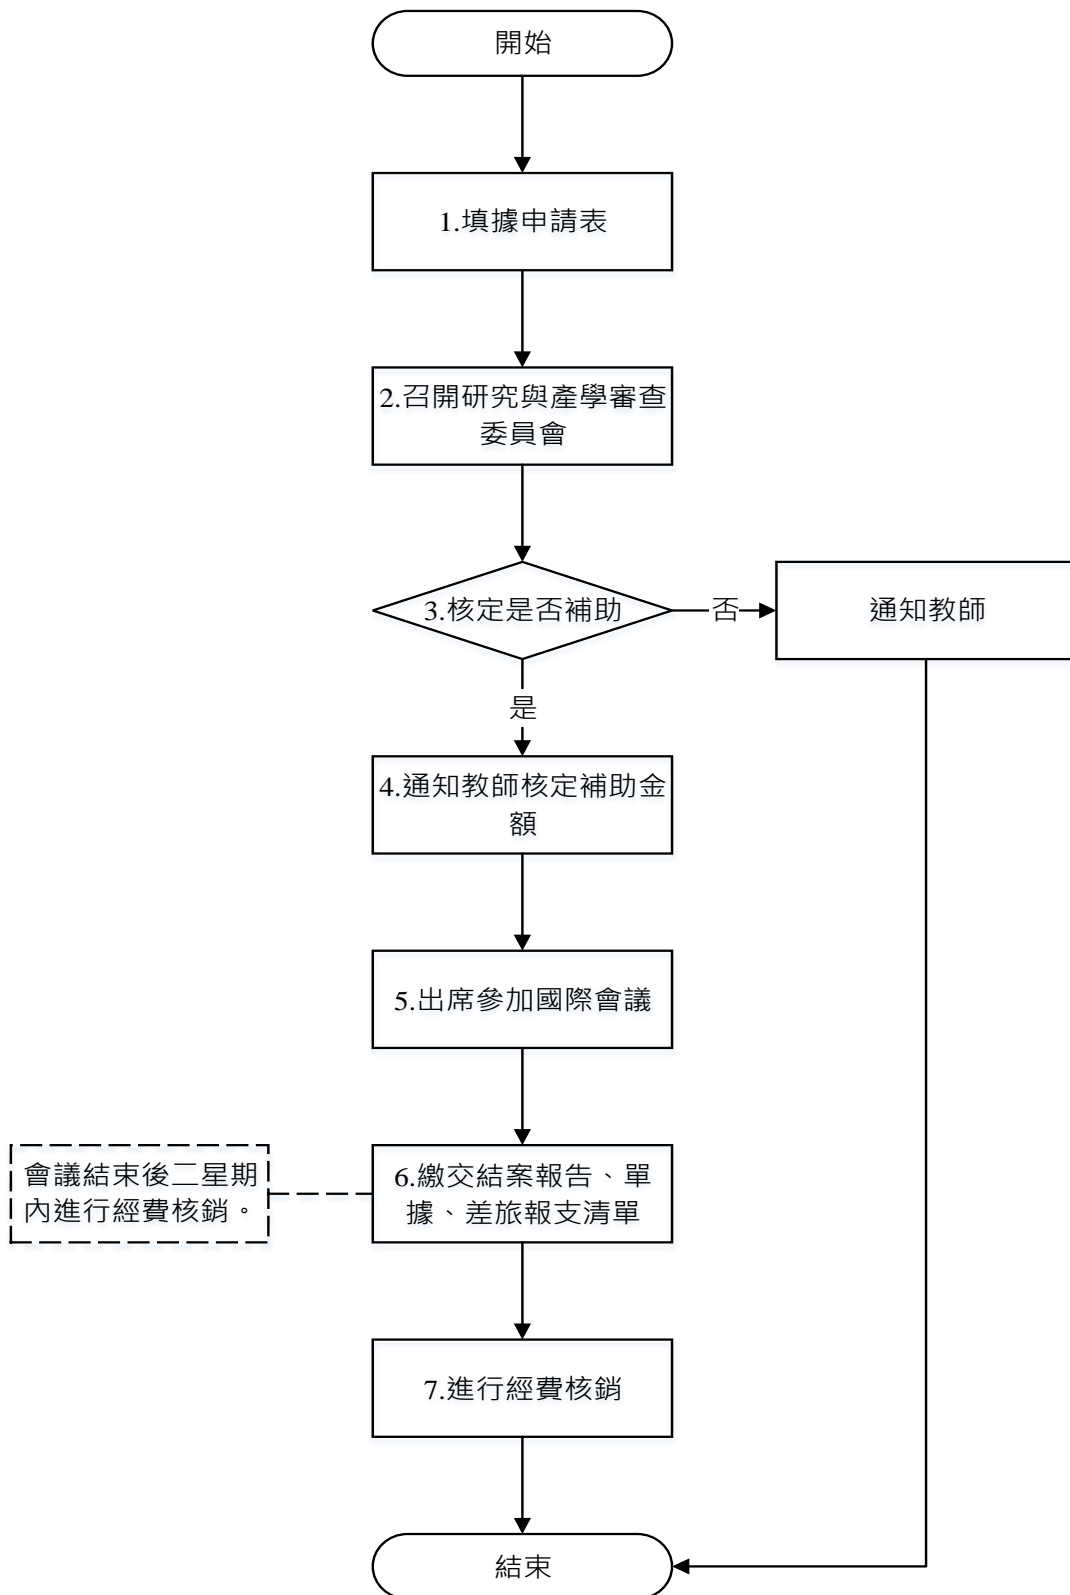 開始
1.填據申請表
2.召開研究與產學審查
委員會
3.核定是否補助
否
通知教師
是
4.通知教師核定補助金
額
5.出席參加國際會議
會議結束後二星期
內進行經費核銷。
6.繳交結案報告、單
據、差旅報支清單
7.進行經費核銷
結束